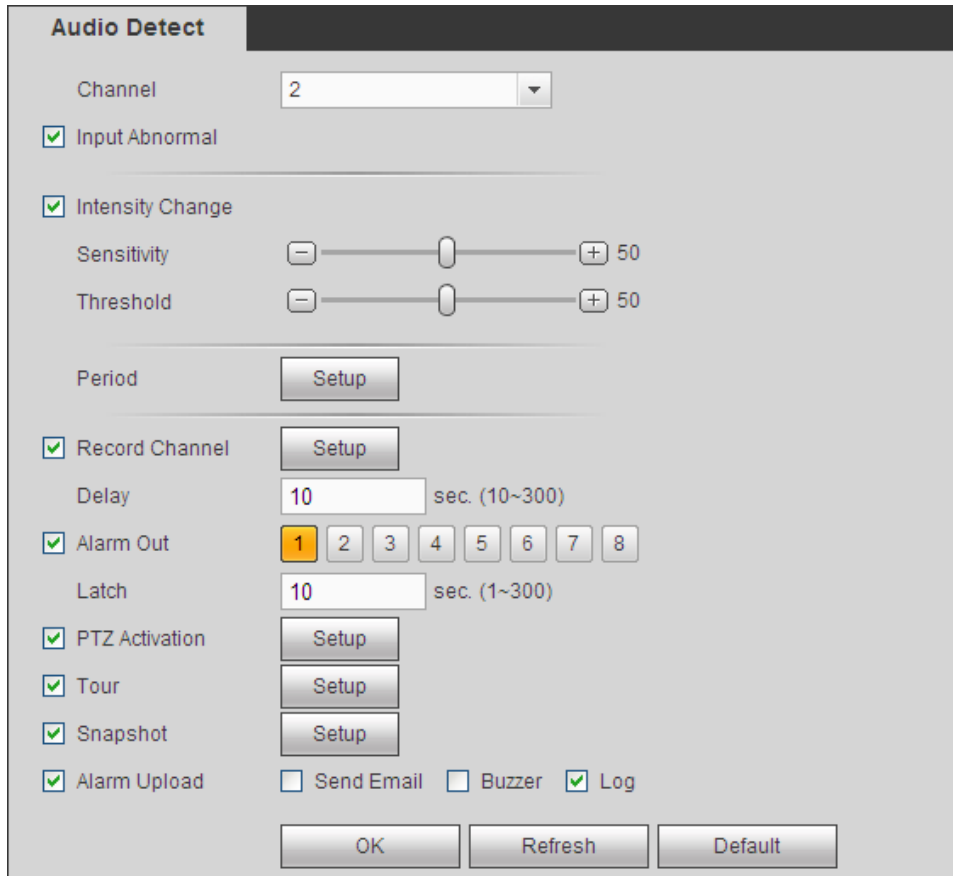 Audio Detect
Channel 2
Input Abnormal
Intensity Change
Sensitivity 50
Threshold 50
Period Setup
Record Channel Setup
Delay 10 sec. (10~300)
Alarm Out 1 2 3 4 5 6 7 8
Latch 10 sec. (1~300)
PTZ Activation Setup
Tour Setup
Snapshot Setup
Alarm Upload Send Email Buzzer Log
OK Refresh Default